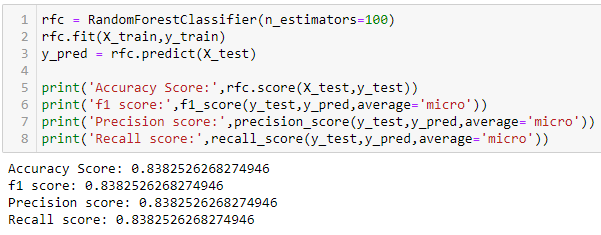 1 rfc = RandomForestClassifier(n_estimators=100)
2 rfc.fit(X_train,y_train)
3 y_pred = rfc.predict(X_test)
4
5 print('Accuracy Score:',rfc.score(X_test,y_test))
6 print('f1 score:',f1_score(y_test,y_pred,average='micro'))
7 print('Precision score:',precision_score(y_test,y_pred,average='micro'))
8 print('Recall score:',recall_score(y_test,y_pred,average='micro'))
Accuracy Score: 0.8382526268274946
f1 score: 0.8382526268274946
Precision score: 0.8382526268274946
Recall score: 0.8382526268274946